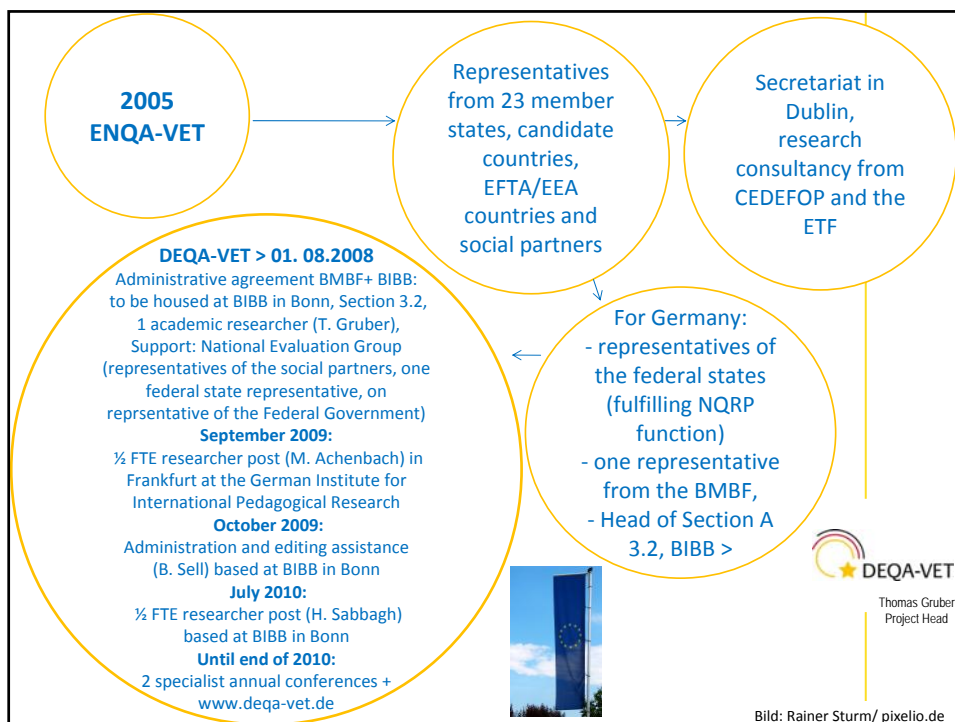 2005
ENQA-VET
Representatives
from 23 member
states, candidate
countries,
EFTA/EEA
countries and
social partners
Secretariat in
Dublin,
research
consultancy from
CEDEFOP and the
ETF
For Germany:
- representatives of
the federal states
(fulfilling NQRP
function)
- one representative
from the BMBF,
- Head of Section A
3.2, BIBB >
DEQA-VET > 01. 08.2008
Administrative agreement BMBF+ BIBB:
to be housed at BIBB in Bonn, Section 3.2,
1 academic researcher (T. Gruber),
Support: National Evaluation Group
(representatives of the social partners, one
federal state representative, on
reprsentative of the Federal Government)
September 2009:
½ FTE researcher post (M. Achenbach) in
Frankfurt at the German Institute for
International Pedagogical Research
October 2009:
Administration and editing assistance
(B. Sell) based at BIBB in Bonn
July 2010:
½ FTE researcher post (H. Sabbagh)
based at BIBB in Bonn
Until end of 2010:
2 specialist annual conferences +
www.deqa-vet.de
DEQA-VET
Thomas Gruber
Project Head
Bild: Rainer Sturm/ pixelio.de